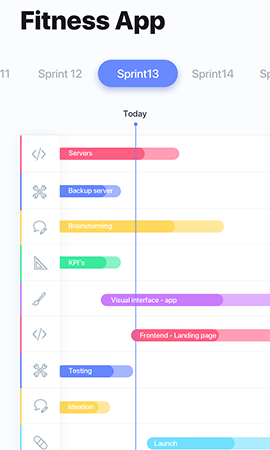 Fitness App
11 Sprint 12 Sprint13 Sprint14 Sp
Today
Servers
Backup server
Brainstorming
KPI's
Visual interface - app
Frontend - Landing page
Testing
Ideation
Launch